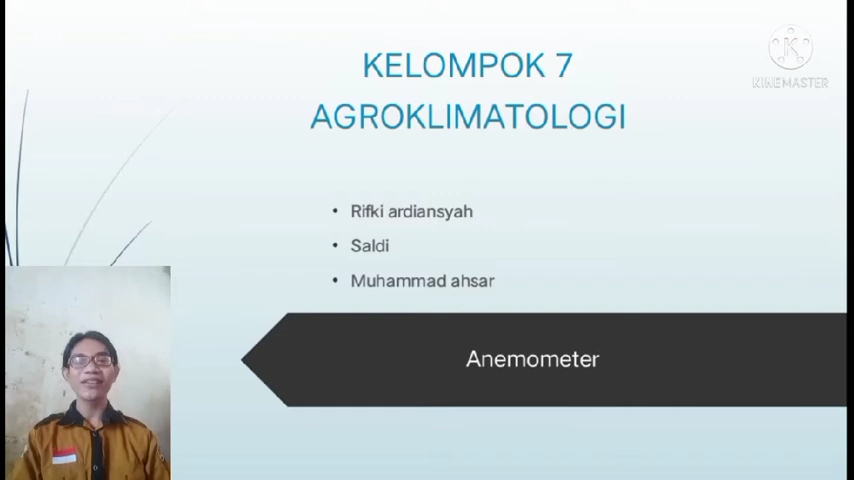 KELOMPOK 7
AGROKLIMATOLOGI
• Rifki ardiansyah
• Saldi
• Muhammad ahsar
Anemometer
K
KINEMASTER